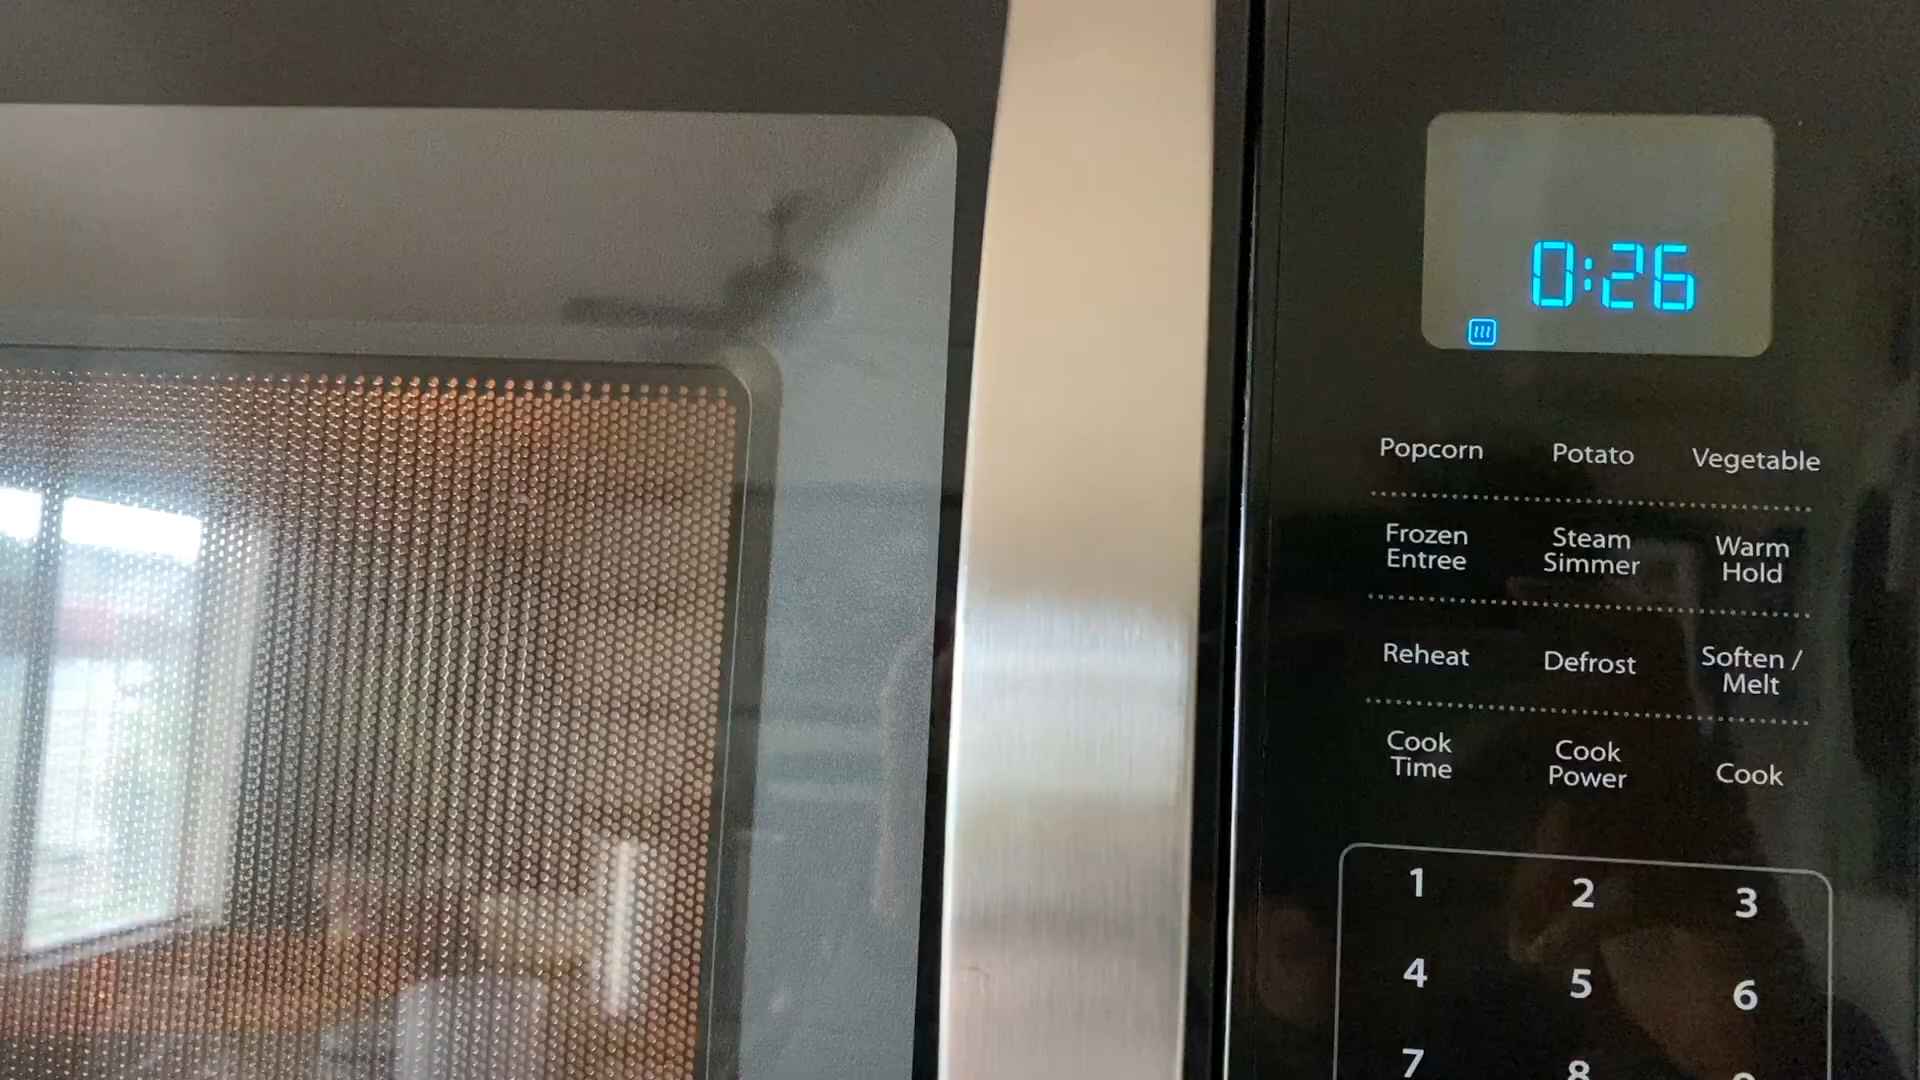 0:26
Popcorn Potato Vegetable
Frozen Entree Steam Simmer Warm Hold
Reheat Defrost Soften / Melt
Cook Time Cook Power Cook
1 2 3
4 5 6
7 8